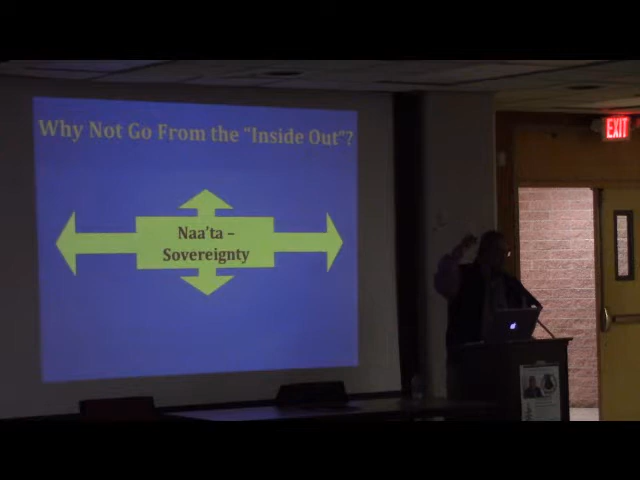 Why Not Go From the “Inside Out”?
Naa’ta –
Sovereignty
EXIT